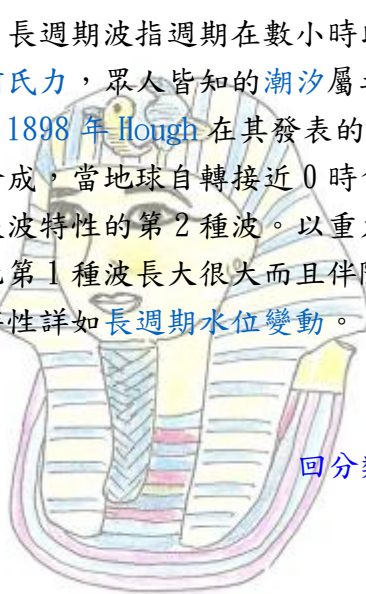 長週期波指週期在數小時
氏力，眾人皆知的潮汐屬
1898 年 Hough 在其發表的
成，當地球自轉接近 0 時
波特性的第 2 種波。以重
第 1 種波長大很大而且伴
性詳如長週期水位變動。
回分